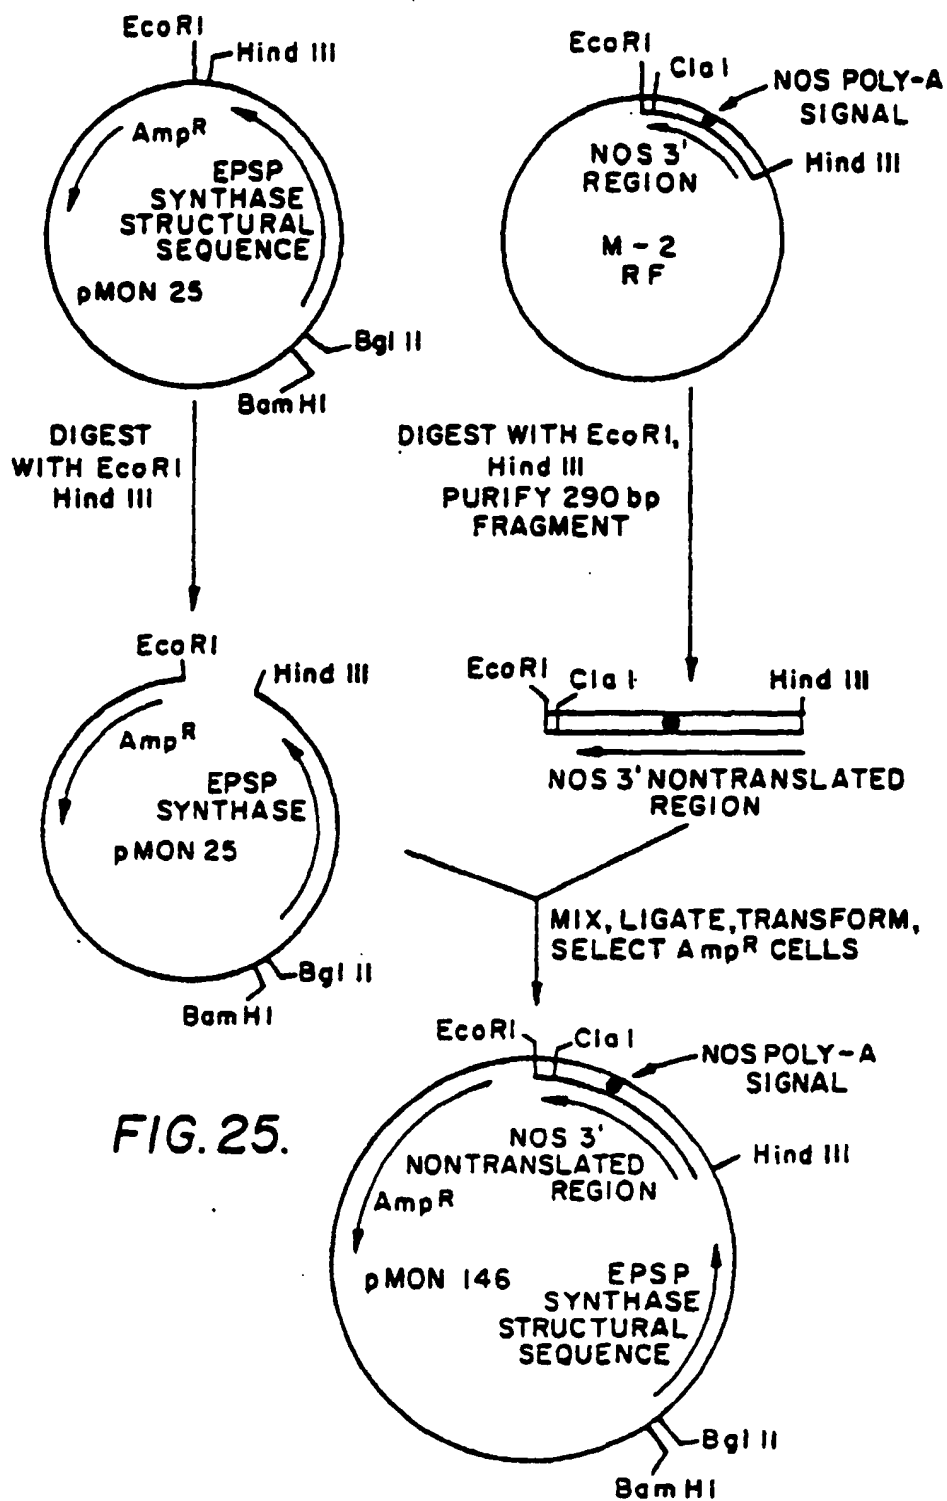 EcoRI
Hind III
AmpR
EPSP
SYNTHASE
STRUCTURAL
SEQUENCE
pMON 25
Bgl II
BamHI
EcoRI
Cla I
NOS POLY-A
SIGNAL
NOS 3'
REGION
Hind III
M-2
RF
DIGEST
WITH EcoRI
Hind III
DIGEST WITH EcoRI,
Hind III
PURIFY 290 bp
FRAGMENT
EcoRI
Hind III
AmpR
EPSP
SYNTHASE
pMON 25
Bgl II
BamHI
EcoRI
Cla I
Hind III
NOS 3' NONTRANSLATED
REGION
MIX, LIGATE, TRANSFORM,
SELECT AmpR CELLS
EcoRI
Cla I
NOS POLY-A
SIGNAL
NOS 3'
NONTRANSLATED
REGION
Hind III
AmpR
pMON 146
EPSP
SYNTHASE
STRUCTURAL
SEQUENCE
Bgl II
BamHI
FIG. 25.